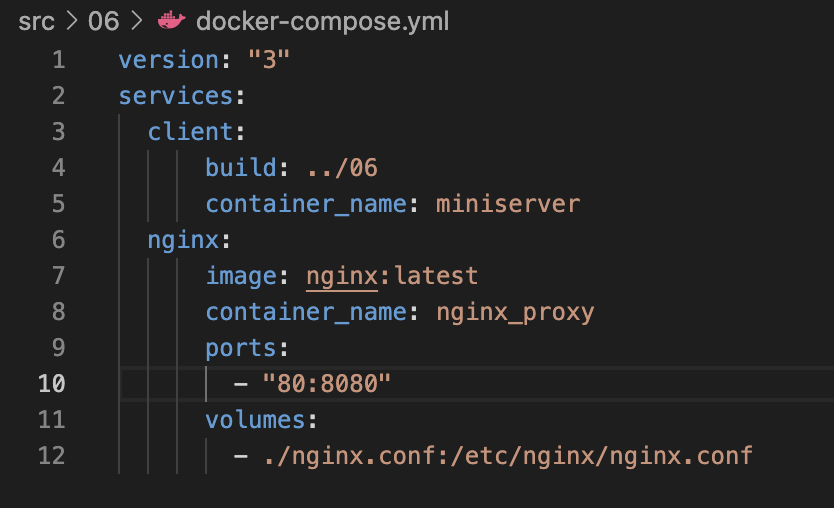 src > 06 > docker-compose.yml
1 version: "3"
2 services:
3   client:
4       build: ../06
5       container_name: miniserver
6   nginx:
7       image: nginx:latest
8       container_name: nginx_proxy
9       ports:
10        - "80:8080"
11      volumes:
12        - ./nginx.conf:/etc/nginx/nginx.conf